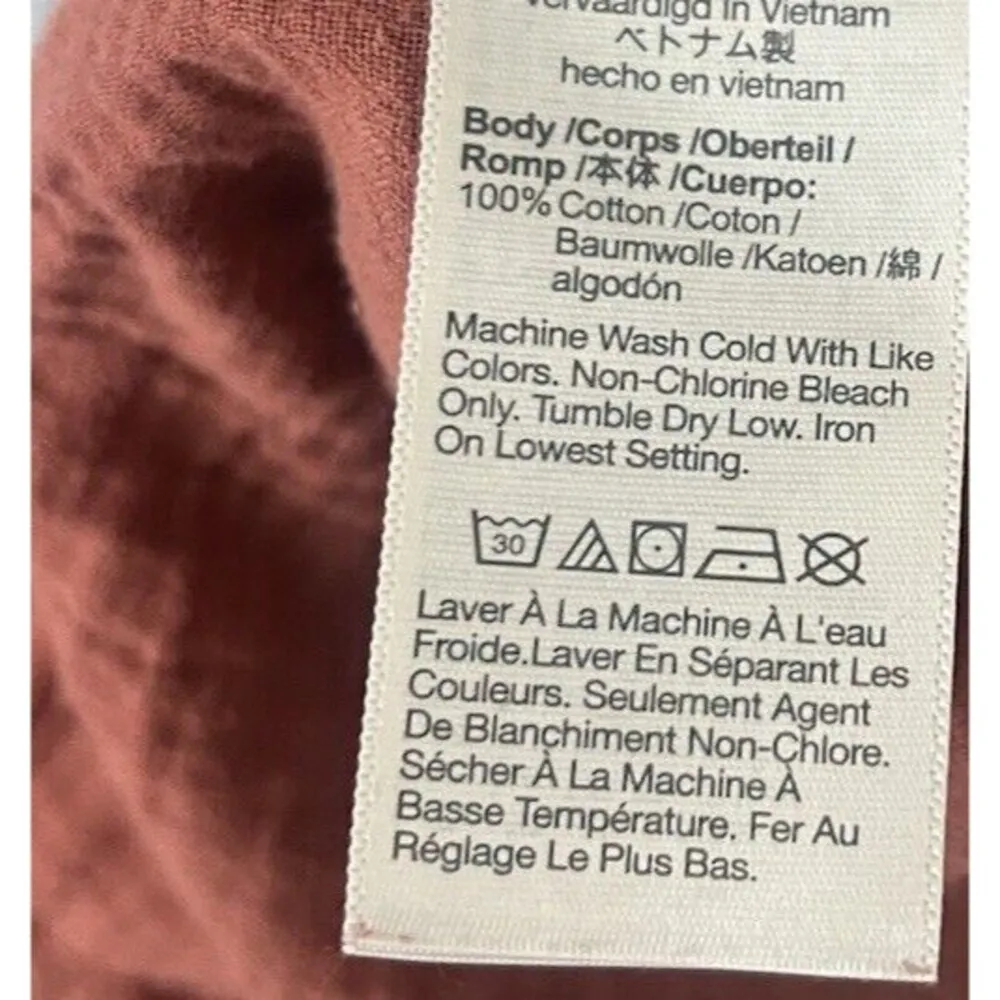 vervaardigd in Vietnam
ベトナム製
hecho en vietnam
Body /Corps /Oberteil /
Romp /本体 /Cuerpo:
100% Cotton /Coton /
Baumwolle /Katoen /綿 /
algodón
Machine Wash Cold With Like
Colors. Non-Chlorine Bleach
Only. Tumble Dry Low. Iron
On Lowest Setting.
30
Laver À La Machine À L'eau
Froide.Laver En Séparant Les
Couleurs. Seulement Agent
De Blanchiment Non-Chlore.
Sécher À La Machine À
Basse Température. Fer Au
Réglage Le Plus Bas.